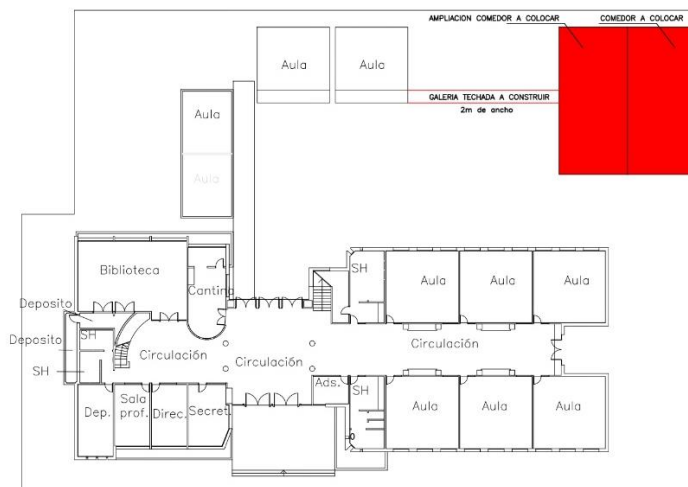 AMPLIACION COMEDOR A COLOCAR
COMEDOR A COLOCAR
Aula
Aula
GALERIA TECHADA A CONSTRUIR
2m de ancho
Aula
Aula
Biblioteca
Cantina
SH
Aula
Aula
Aula
Deposito
SH
Deposito
SH
Circulación
Circulación
Circulación
Ads.
SH
Dep.
Sala
prof.
Direc.
Secret.
Aula
Aula
Aula